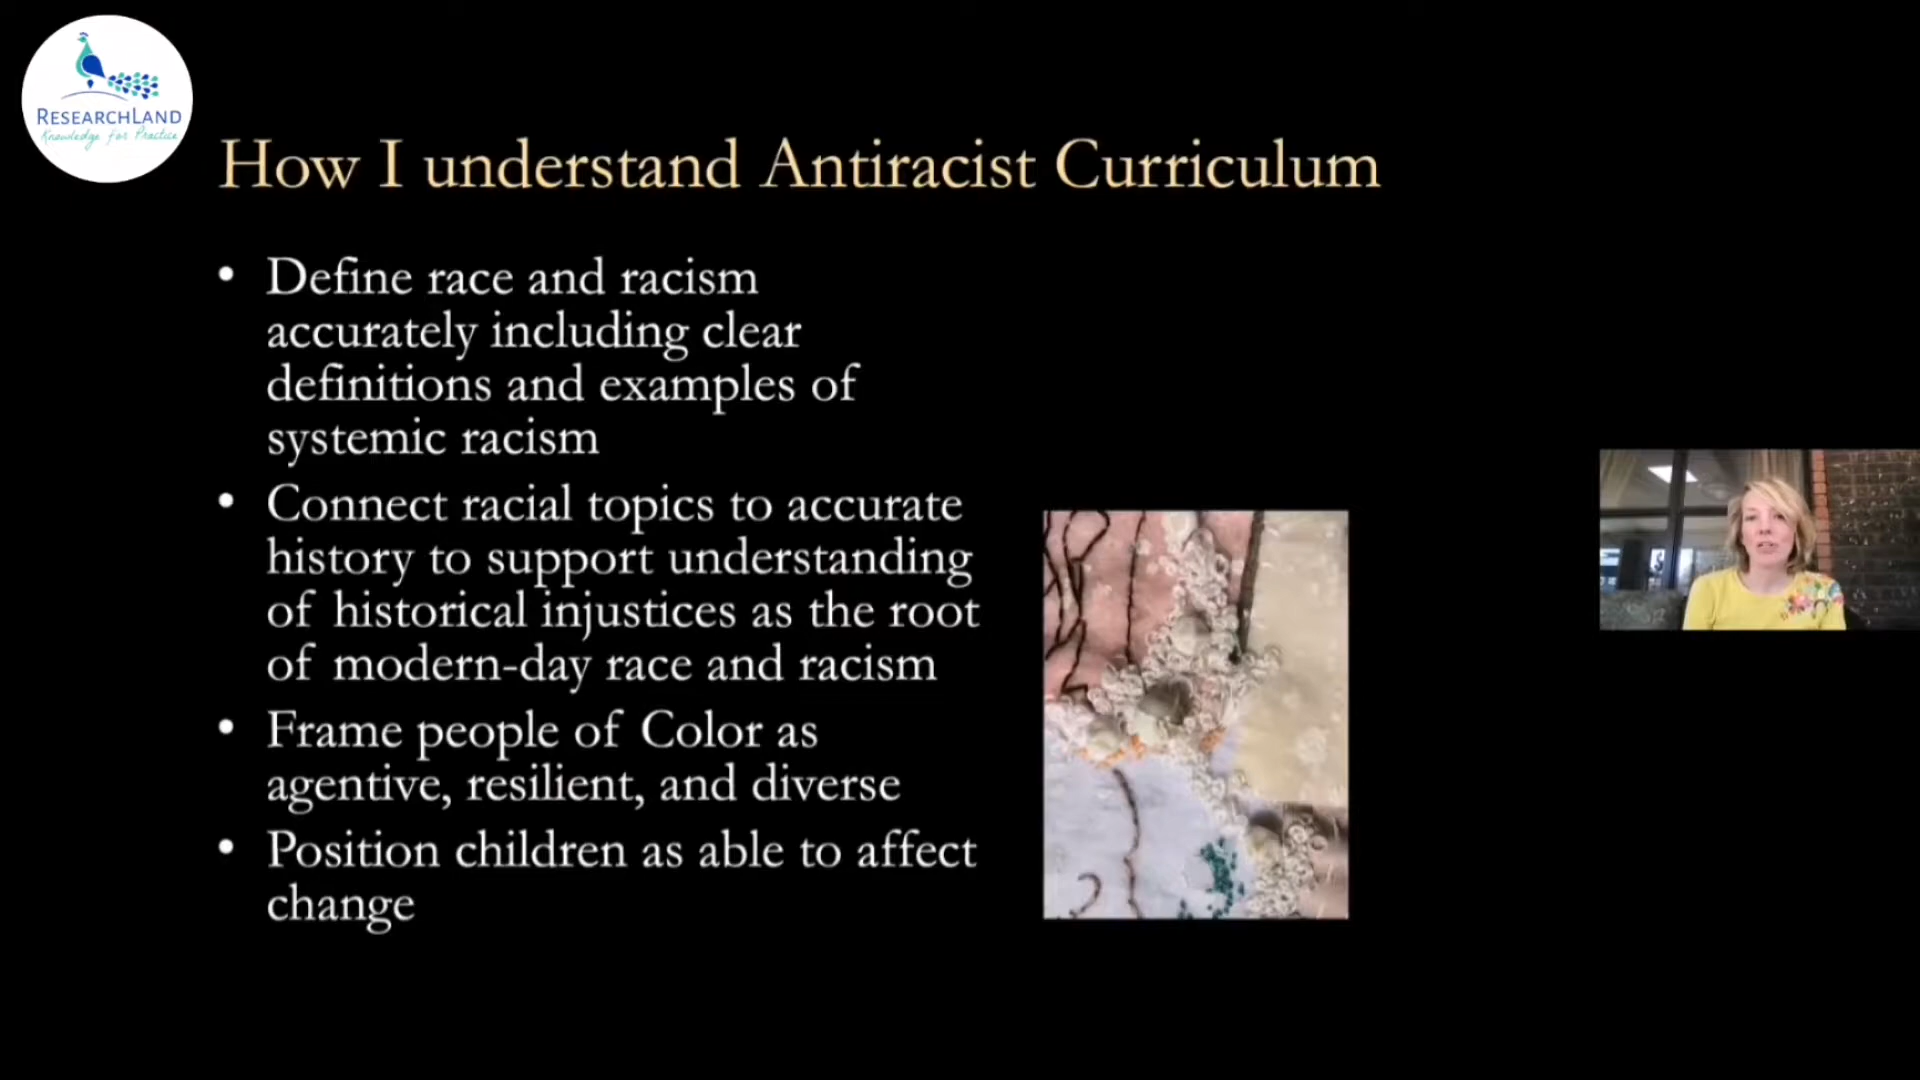 RESEARCHLAND
Knowledge for Practice
How I understand Antiracist Curriculum
• Define race and racism
accurately including clear
definitions and examples of
systemic racism
• Connect racial topics to accurate
history to support understanding
of historical injustices as the root
of modern-day race and racism
• Frame people of Color as
agentive, resilient, and diverse
• Position children as able to affect
change